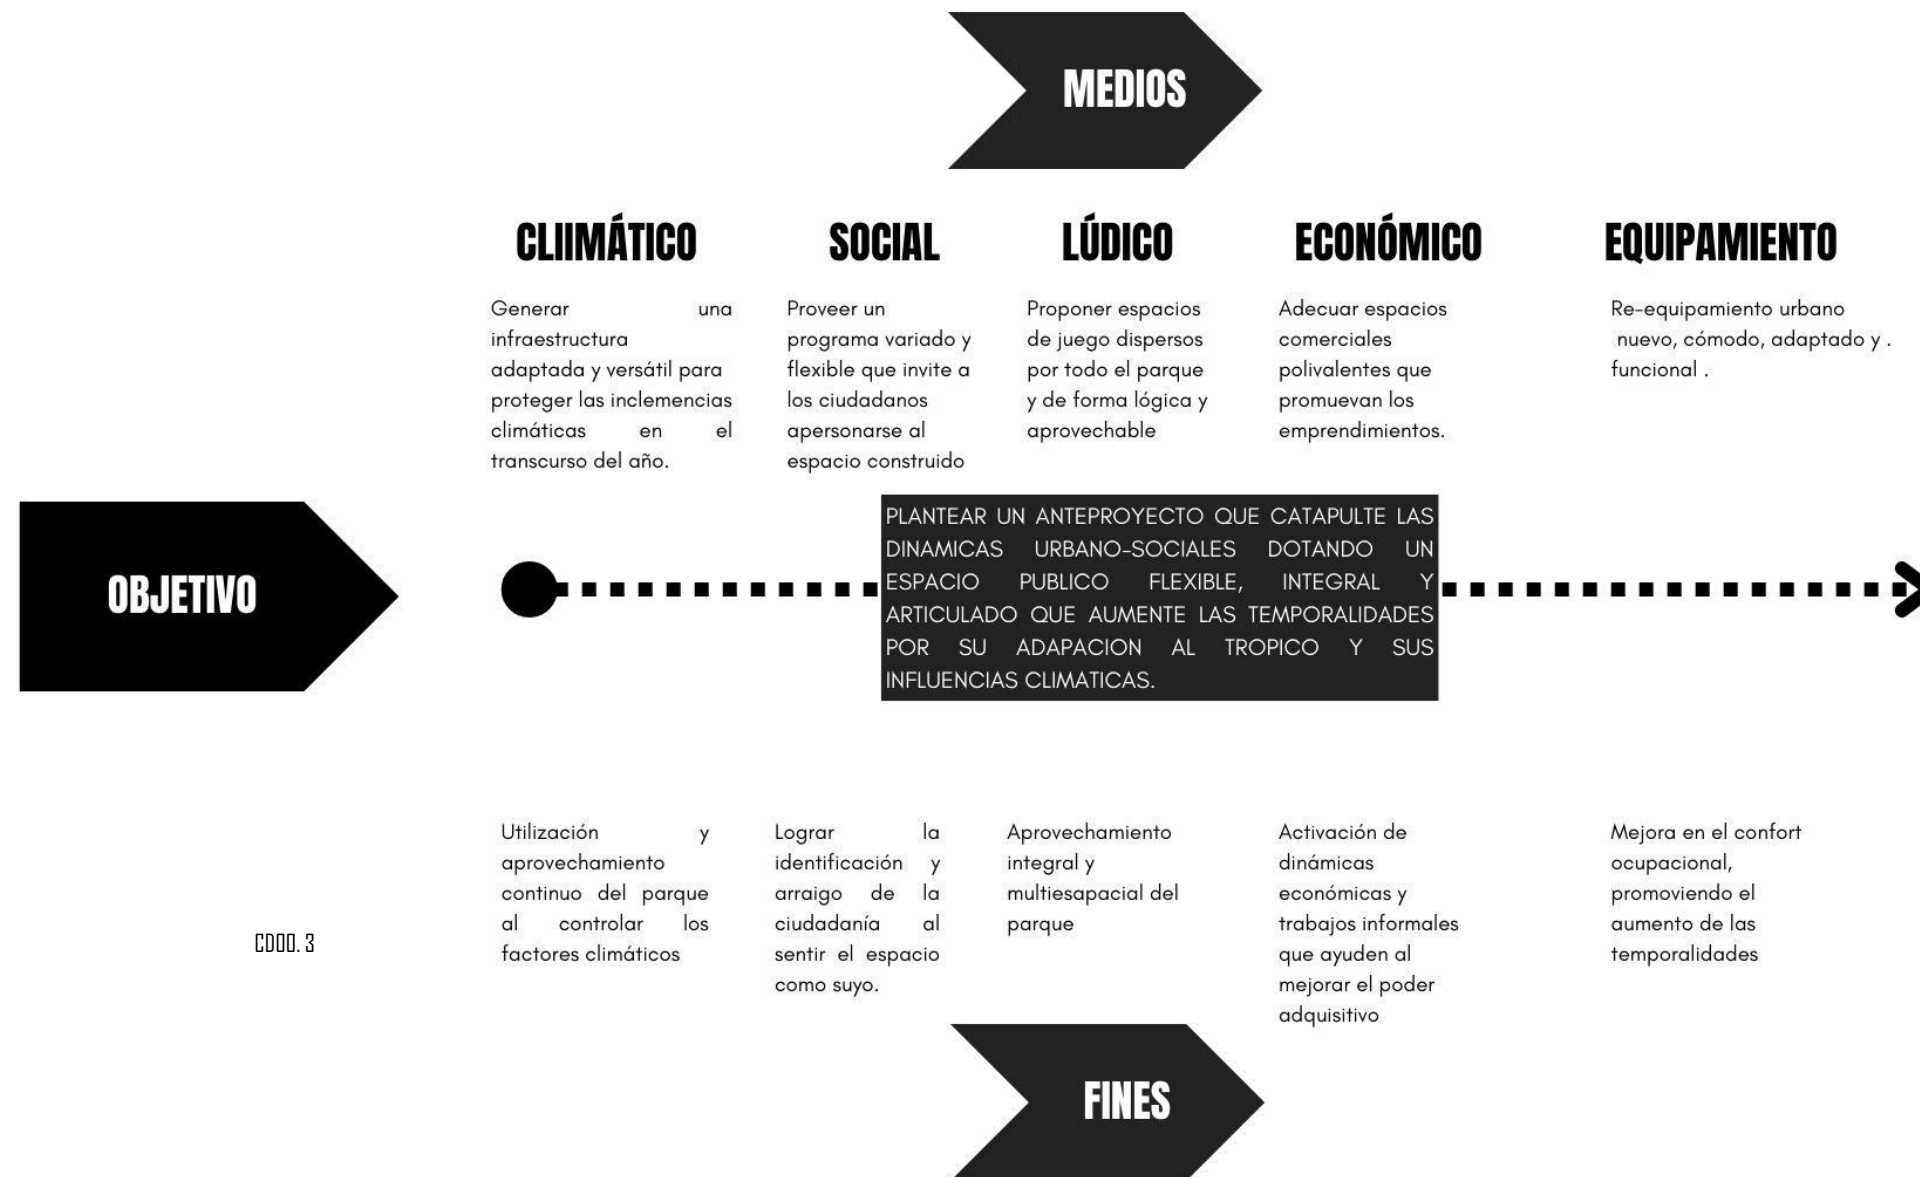 MEDIOS
CLIIMÁTICO
Generar una
infraestructura
adaptada y versátil para
proteger las inclemencias
climáticas en el
transcurso del año.
SOCIAL
Proveer un
programa variado y
flexible que invite a
los ciudadanos
apersonarse al
espacio construido
LÚDICO
Proponer espacios
de juego dispersos
por todo el parque
y de forma lógica y
aprovechable
ECONÓMICO
Adecuar espacios
comerciales
polivalentes que
promuevan los
emprendimientos.
EQUIPAMIENTO
Re-equipamiento urbano
nuevo, cómodo, adaptado y .
funcional .
OBJETIVO
PLANTEAR UN ANTEPROYECTO QUE CATAPULTE LAS
DINAMICAS URBANO-SOCIALES DOTANDO UN
ESPACIO PUBLICO FLEXIBLE, INTEGRAL Y
ARTICULADO QUE AUMENTE LAS TEMPORALIDADES
POR SU ADAPACION AL TROPICO Y SUS
INFLUENCIAS CLIMATICAS.
Utilización y
aprovechamiento
continuo del parque
al controlar los
factores climáticos
Lograr la
identificación y
arraigo de la
ciudadanía al
sentir el espacio
como suyo.
Aprovechamiento
integral y
multiesapacial del
parque
Activación de
dinámicas
económicas y
trabajos informales
que ayuden al
mejorar el poder
adquisitivo
Mejora en el confort
ocupacional,
promoviendo el
aumento de las
temporalidades
CD00. 3
FINES